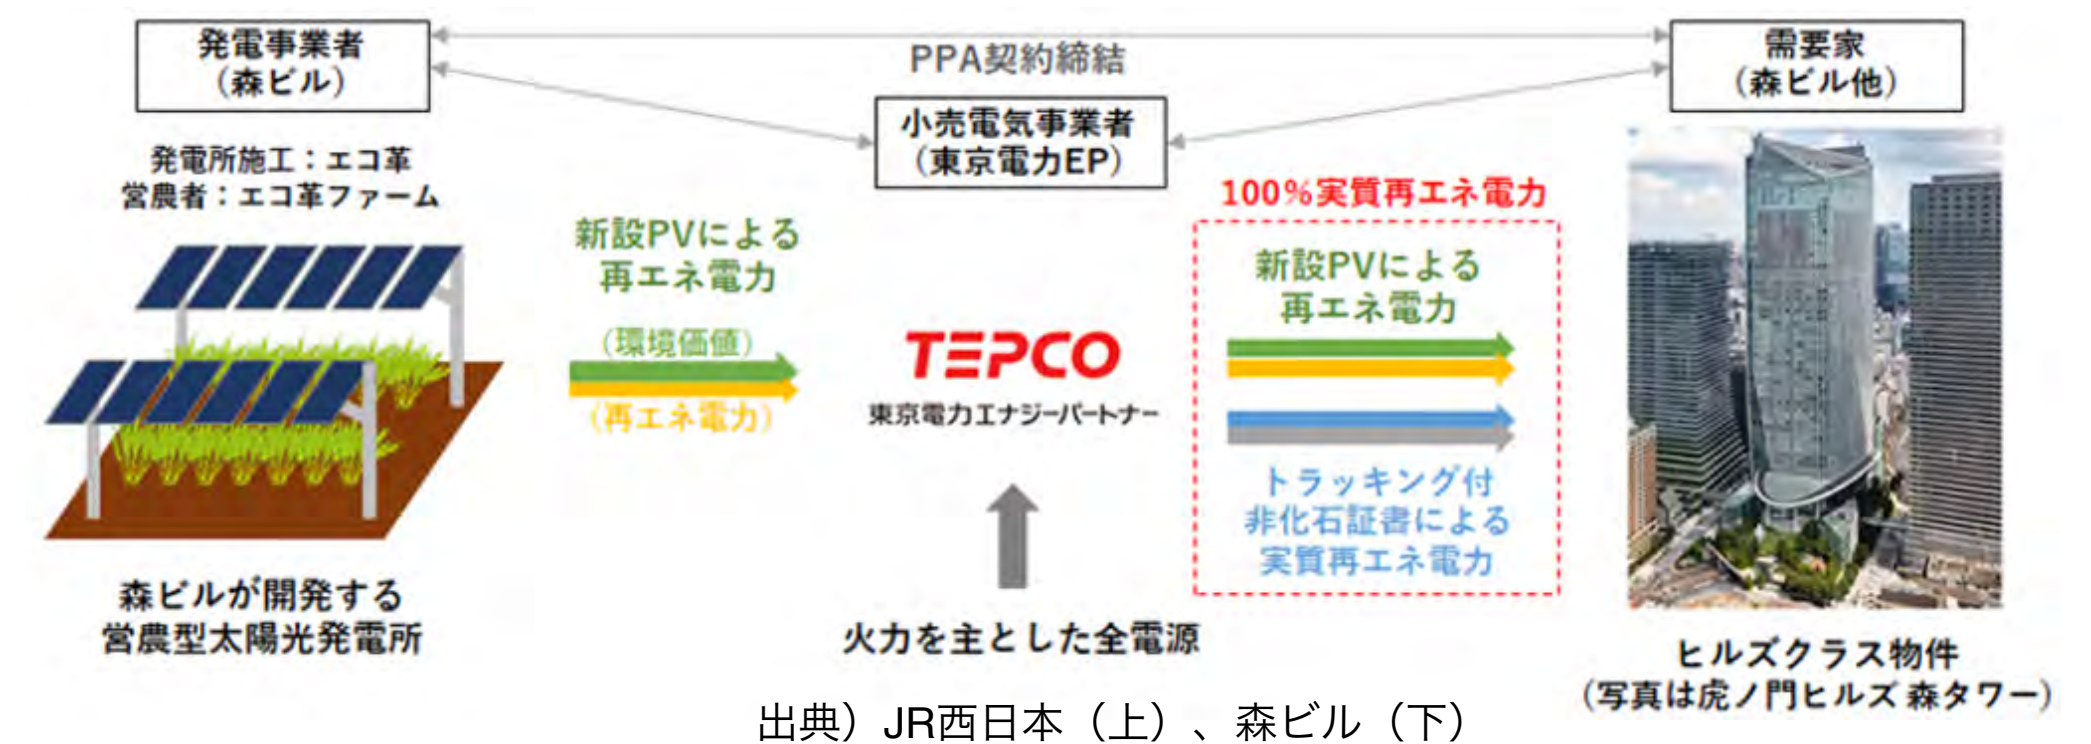 発電事業者
（森ビル）
PPA契約締結
需要家
（森ビル他）
小売電気事業者
（東京電力EP）
発電所施工：エコ革
営農者：エコ革ファーム
100%実質再エネ電力
新設PVによる
再エネ電力
（環境価値）
（再エネ電力）
TEPCO
東京電力エナジーパートナー
新設PVによる
再エネ電力
トラッキング付
非化石証書による
実質再エネ電力
森ビルが開発する
営農型太陽光発電所
火力を主とした全電源
ヒルズクラス物件
（写真は虎ノ門ヒルズ 森タワー）
出典）JR西日本（上）、森ビル（下）